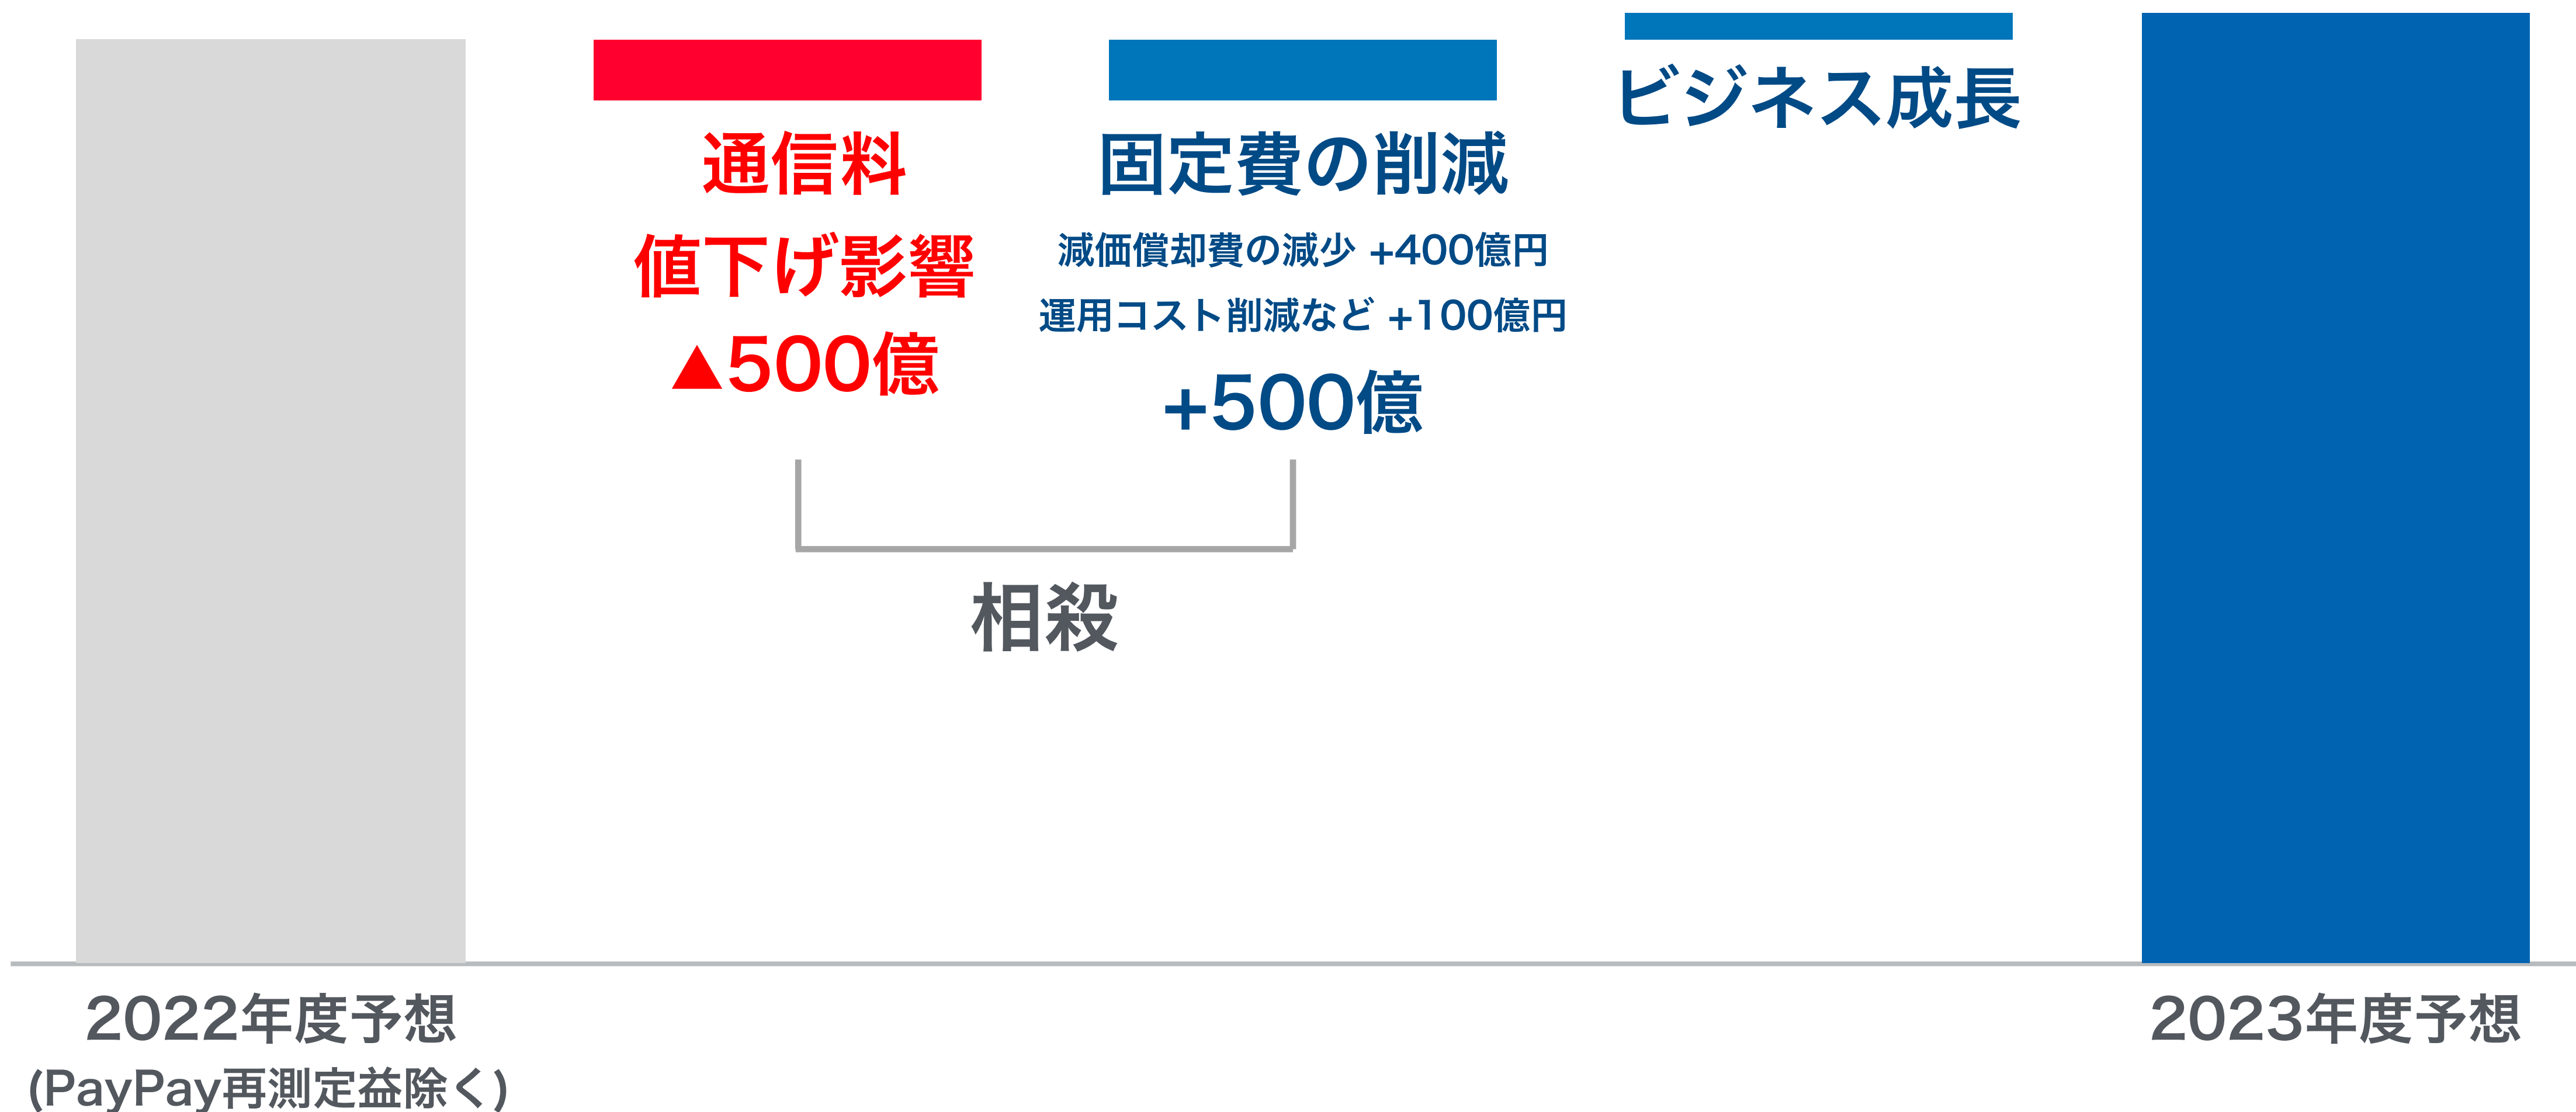 通信料
値下げ影響
▲500億
固定費の削減
減価償却費の減少 +400億円
運用コスト削減など +100億円
+500億
ビジネス成長
相殺
2022年度予想
(PayPay再測定益除く)
2023年度予想